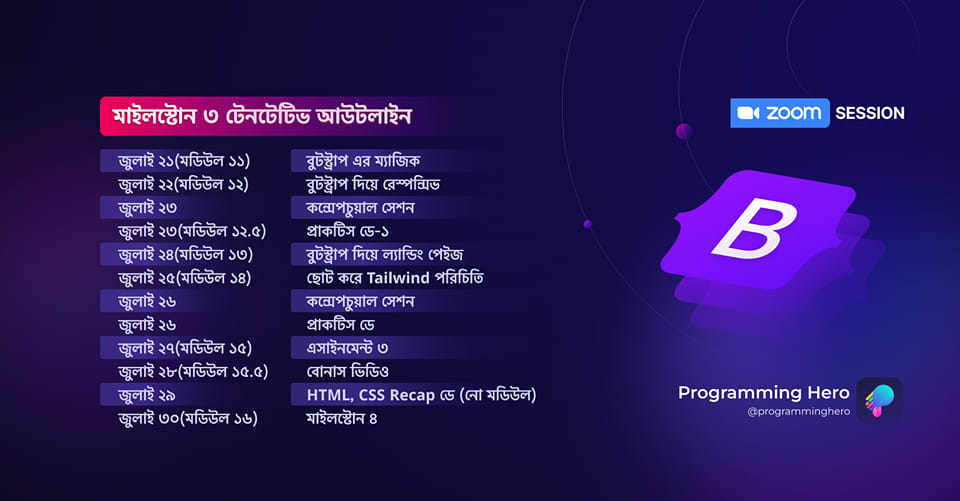 মাইলস্টোন ৩ টেনটেটিভ আউটলাইন
জুলাই ২১(মডিউল ১১) বুটস্ট্রাপ এর ম্যাজিক
জুলাই ২২(মডিউল ১২) বুটস্ট্রাপ দিয়ে রেস্পন্সিভ
জুলাই ২৩ কন্সেপচুয়াল সেশন
জুলাই ২৩(মডিউল ১২.৫) প্রাকটিস ডে-১
জুলাই ২৪(মডিউল ১৩) বুটস্ট্রাপ দিয়ে ল্যান্ডিং পেইজ
জুলাই ২৫(মডিউল ১৪) ছোট করে Tailwind পরিচিতি
জুলাই ২৬ কন্সেপচুয়াল সেশন
জুলাই ২৬ প্রাকটিস ডে
জুলাই ২৭(মডিউল ১৫) এসাইনমেন্ট ৩
জুলাই ২৮(মডিউল ১৫.৫) বোনাস ভিডিও
জুলাই ২৯ HTML, CSS Recap ডে (নো মডিউল)
জুলাই ৩০(মডিউল ১৬) মাইলস্টোন ৪
zoom SESSION
B
Programming Hero
@programminghero